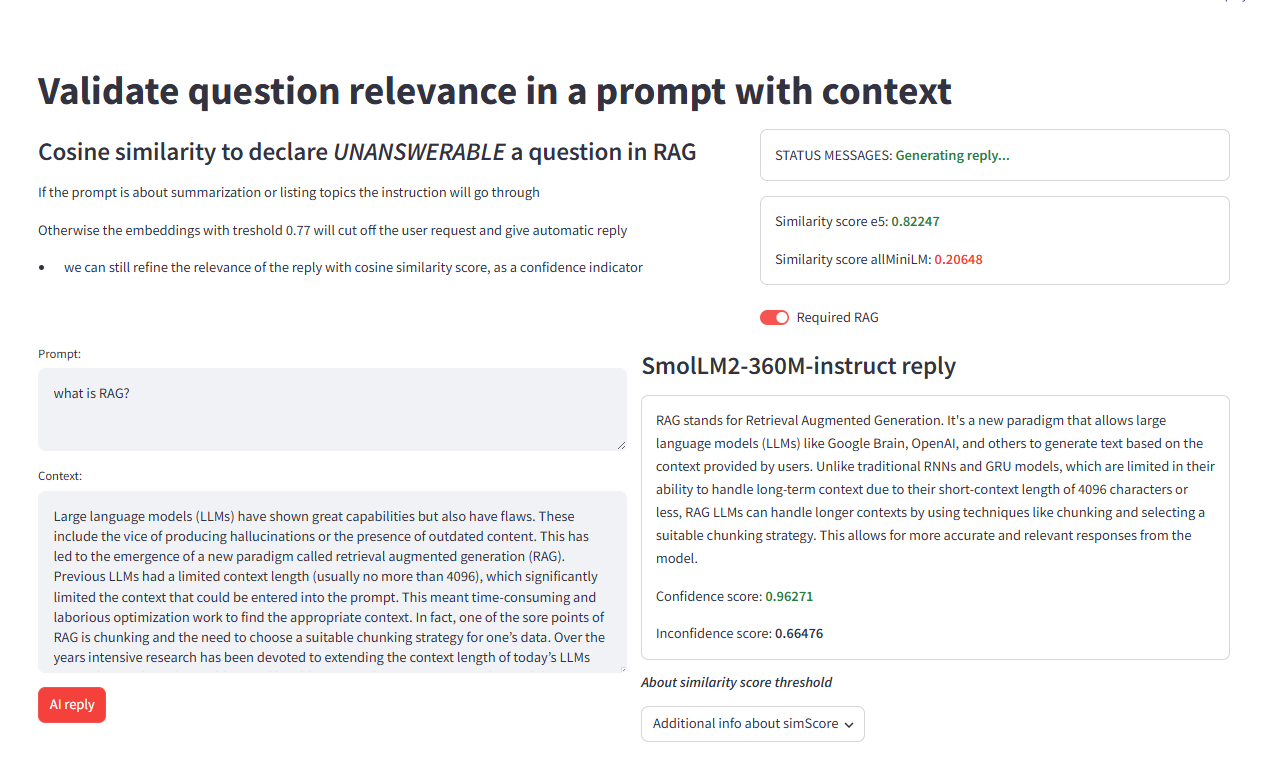 Validate question relevance in a prompt with context
Cosine similarity to declare UNANSWERABLE a question in RAG
If the prompt is about summarization or listing topics the instruction will go through
Otherwise the embeddings with treshold 0.77 will cut off the user request and give automatic reply
• we can still refine the relevance of the reply with cosine similarity score, as a confidence indicator
STATUS MESSAGES: Generating reply...
Similarity score e5: 0.82247
Similarity score allMiniLM: 0.20648
Required RAG
Prompt:
what is RAG?
Context:
Large language models (LLMs) have shown great capabilities but also have flaws. These
include the vice of producing hallucinations or the presence of outdated content. This has
led to the emergence of a new paradigm called retrieval augmented generation (RAG).
Previous LLMs had a limited context length (usually no more than 4096), which significantly
limited the context that could be entered into the prompt. This meant time-consuming and
laborious optimization work to find the appropriate context. In fact, one of the sore points of
RAG is chunking and the need to choose a suitable chunking strategy for one’s data. Over the
years intensive research has been devoted to extending the context length of today’s LLMs
AI reply
SmolLM2-360M-instruct reply
RAG stands for Retrieval Augmented Generation. It's a new paradigm that allows large
language models (LLMs) like Google Brain, OpenAI, and others to generate text based on the
context provided by users. Unlike traditional RNNs and GRU models, which are limited in their
ability to handle long-term context due to their short-context length of 4096 characters or
less, RAG LLMs can handle longer contexts by using techniques like chunking and selecting a
suitable chunking strategy. This allows for more accurate and relevant responses from the
model.
Confidence score: 0.96271
Inconfidence score: 0.66476
About similarity score threshold
Additional info about simScore